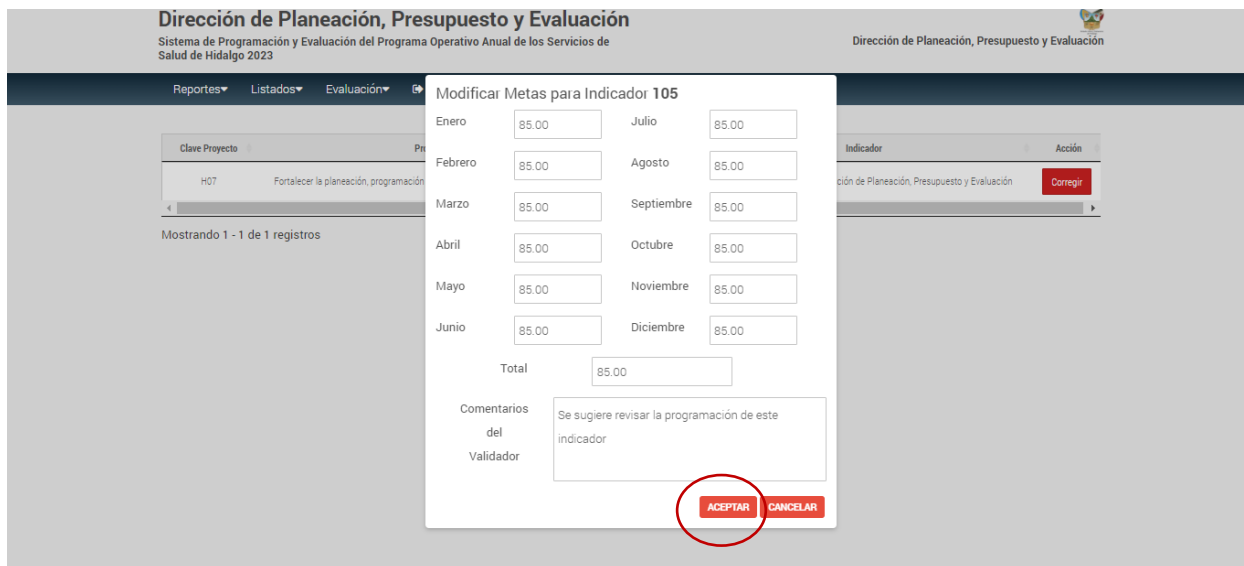 Dirección de Planeación, Presupuesto y Evaluación
Sistema de Programación y Evaluación del Programa Operativo Anual de los Servicios de
Salud de Hidalgo 2023
Dirección de Planeación, Presupuesto y Evaluación
Reportes Listados Evaluación
Modificar Metas para Indicador 105
Enero 85.00 Julio 85.00
Febrero 85.00 Agosto 85.00
Marzo 85.00 Septiembre 85.00
Abril 85.00 Octubre 85.00
Mayo 85.00 Noviembre 85.00
Junio 85.00 Diciembre 85.00
Total 85.00
Comentarios
del
Validador
Se sugiere revisar la programación de este
indicador
ACEPTAR CANCELAR
Clave Proyecto Indicador Acción
H07 Fortalecer la planeación, programación de Planeación, Presupuesto y Evaluación Corregir
Mostrando 1 - 1 de 1 registros